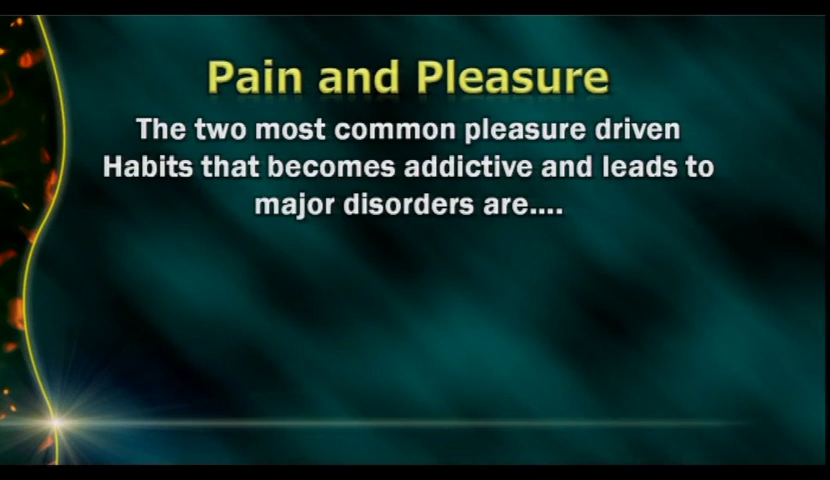 Pain and Pleasure
The two most common pleasure driven
Habits that becomes addictive and leads to
major disorders are....